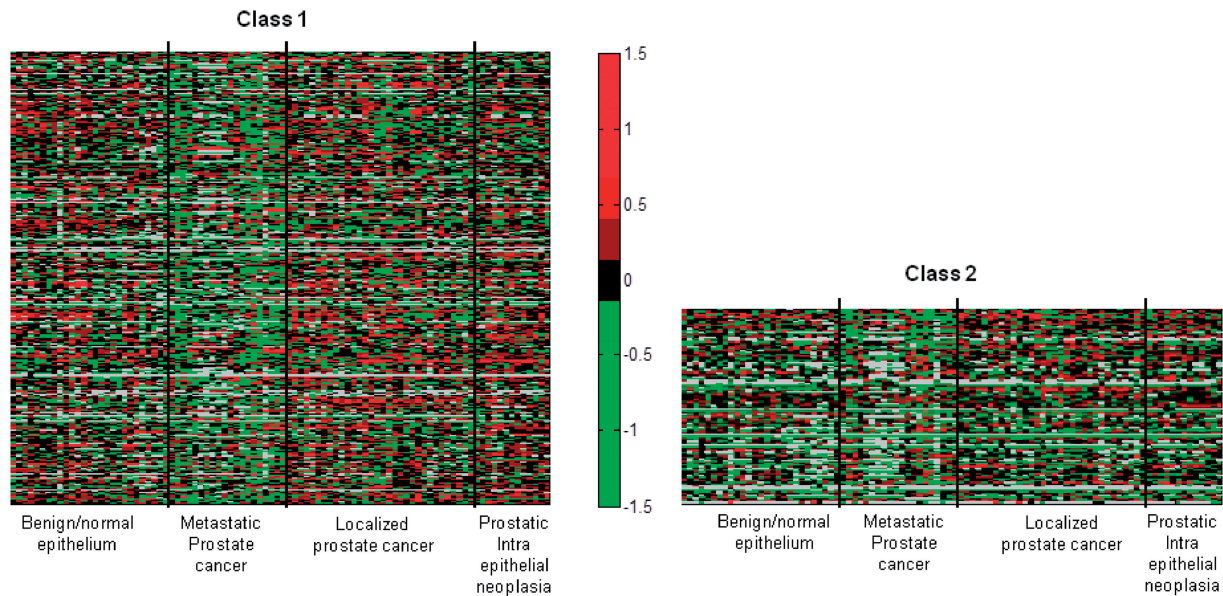 Class 1
1.5
1
0.5
0
-0.5
-1
-1.5
Benign/normal
epithelium
Metastatic
Prostate
cancer
Localized
prostate cancer
Prostatic
Intra
epithelial
neoplasia
Class 2
Benign/normal
epithelium
Metastatic
Prostate
cancer
Localized
prostate cancer
Prostatic
Intra
epithelial
neoplasia